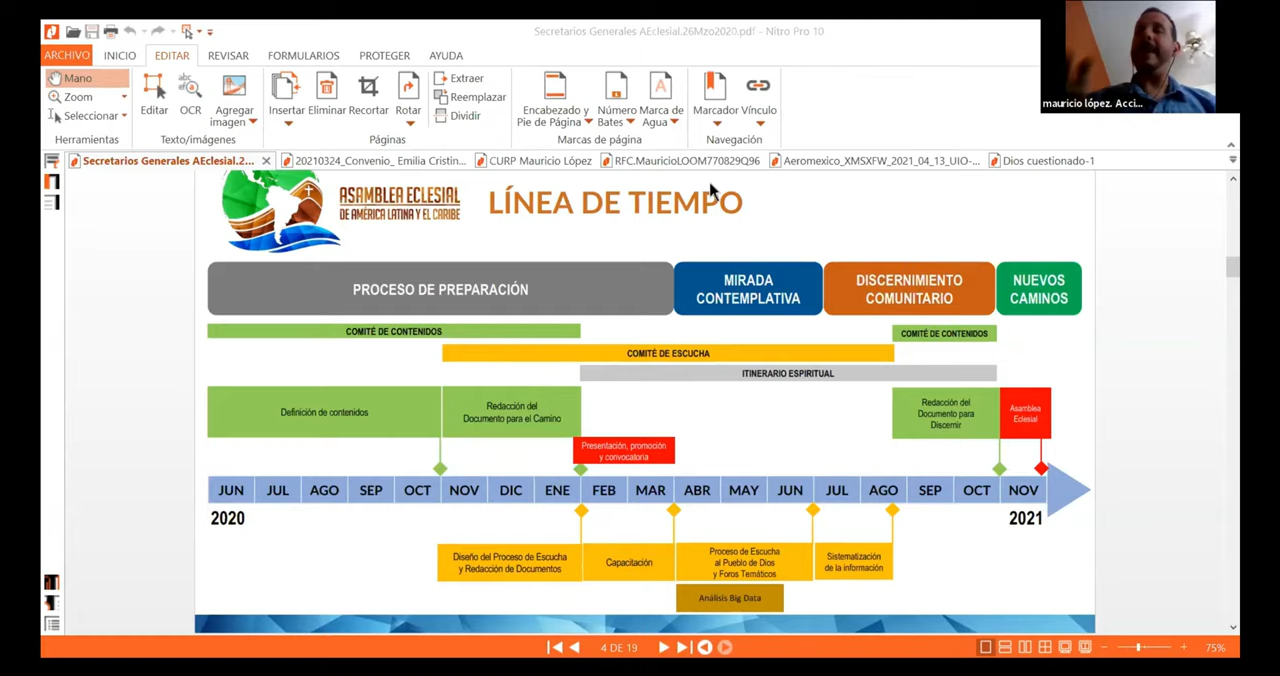 Secretarios Generales AEclesial.26Mzo2020.pdf - Nitro Pro 10
ARCHIVO INICIO EDITAR REVISAR FORMULARIOS PROTEGER AYUDA
Mano
Zoom
Seleccionar
Herramientas
Editar
OCR
Agregar
imagen
Texto/imágenes
Insertar
Eliminar
Recortar
Rotar
Extraer
Reemplazar
Dividir
Páginas
Encabezado y
Pie de Página
Número
Bates
Marca de
Agua
Marcas de página
Marcador
Vínculo
Navegación
mauricio lópez. Acci...
Secretarios Generales AEclesial.2...
20210324_Convenio_ Emilia Cristin...
CURP Mauricio López
RFC.MauricioLOOM770829Q96
Aeromexico_XMSXFW_2021_04_13_UIO-...
Dios cuestionado-1
ASAMBLEA ECLESIAL
DE AMÉRICA LATINA Y EL CARIBE
LÍNEA DE TIEMPO
PROCESO DE PREPARACIÓN
MIRADA
CONTEMPLATIVA
DISCERNIMIENTO
COMUNITARIO
NUEVOS
CAMINOS
COMITÉ DE CONTENIDOS
COMITÉ DE CONTENIDOS
COMITÉ DE ESCUCHA
ITINERARIO ESPIRITUAL
Definición de contenidos
Redacción del
Documento para el Camino
Presentación, promoción
y convocatoria
Redacción del
Documento para
Discernir
Asamblea
Eclesial
JUN JUL AGO SEP OCT NOV DIC ENE FEB MAR ABR MAY JUN JUL AGO SEP OCT NOV
2020
2021
Diseño del Proceso de Escucha
y Redacción de Documentos
Capacitación
Proceso de Escucha
al Pueblo de Dios
y Foros Temáticos
Sistematización
de la información
Análisis Big Data
4 DE 19
75%